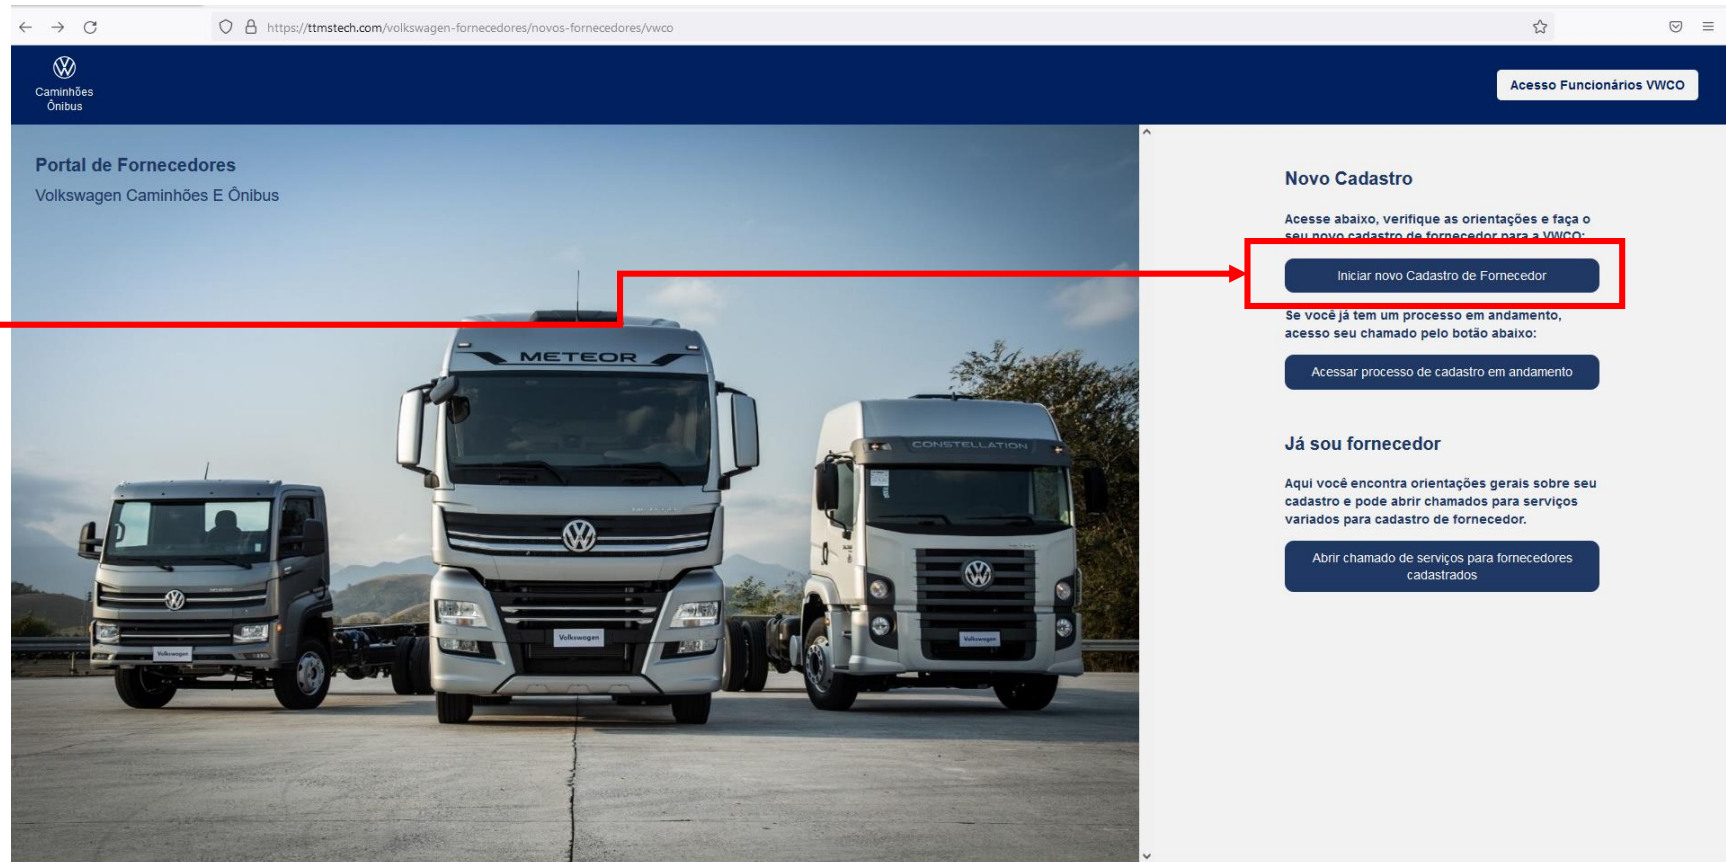 https://ttmstech.com/volkswagen-fornecedores/novos-fornecedores/vwco
Caminhões
Ônibus
Acesso Funcionários VWCO
Portal de Fornecedores
Volkswagen Caminhões E Ônibus
METEOR
CONSTELLATION
METEOR
Volkswagen
Volkswagen
Volkswagen
Novo Cadastro
Acesse abaixo, verifique as orientações e faça o
seu novo cadastro de fornecedor para a VWCO:
Iniciar novo Cadastro de Fornecedor
Se você já tem um processo em andamento,
acesso seu chamado pelo botão abaixo:
Acessar processo de cadastro em andamento
Já sou fornecedor
Aqui você encontra orientações gerais sobre seu
cadastro e pode abrir chamados para serviços
variados para cadastro de fornecedor.
Abrir chamado de serviços para fornecedores
cadastrados